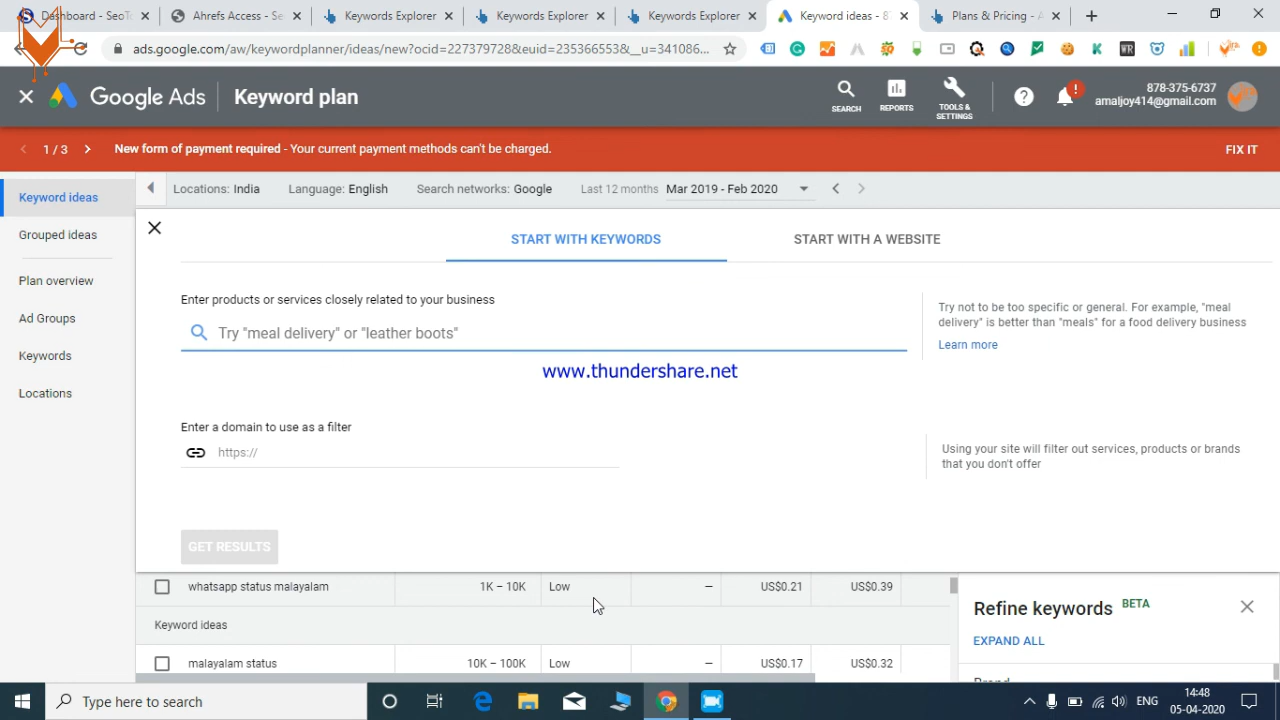 Dashboard - SeoTo
Ahrefs Access - Seo
Keywords Explorer
Keywords Explorer
Keywords Explorer
Keyword ideas - 87
Plans & Pricing - A
ads.google.com/aw/keywordplanner/ideas/new?ocid=227379728&euid=235366553&__u=341086...
Google Ads
Keyword plan
SEARCH
REPORTS
TOOLS &
SETTINGS
878-375-6737
amaljoy414@gmail.com
1 / 3
New form of payment required - Your current payment methods can't be charged.
FIX IT
Keyword ideas
Grouped ideas
Plan overview
Ad Groups
Keywords
Locations
Locations: India
Language: English
Search networks: Google
Last 12 months
Mar 2019 - Feb 2020
START WITH KEYWORDS
START WITH A WEBSITE
Enter products or services closely related to your business
Try "meal delivery" or "leather boots"
Try not to be too specific or general. For example, "meal
delivery" is better than "meals" for a food delivery business
Learn more
www.thundershare.net
Enter a domain to use as a filter
https://
Using your site will filter out services, products or brands
that you don't offer
GET RESULTS
whatsapp status malayalam 1K – 10K Low – US$0.21 US$0.39
Keyword ideas
malayalam status 10K – 100K Low – US$0.17 US$0.32
Refine keywords BETA
EXPAND ALL
Type here to search
ENG
14:48
05-04-2020